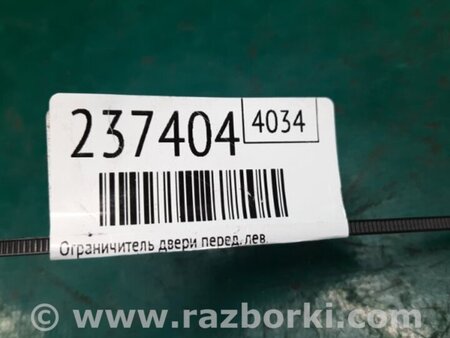 237404
4034
Ограничитель двери перед. лев.
© www.razborki.com